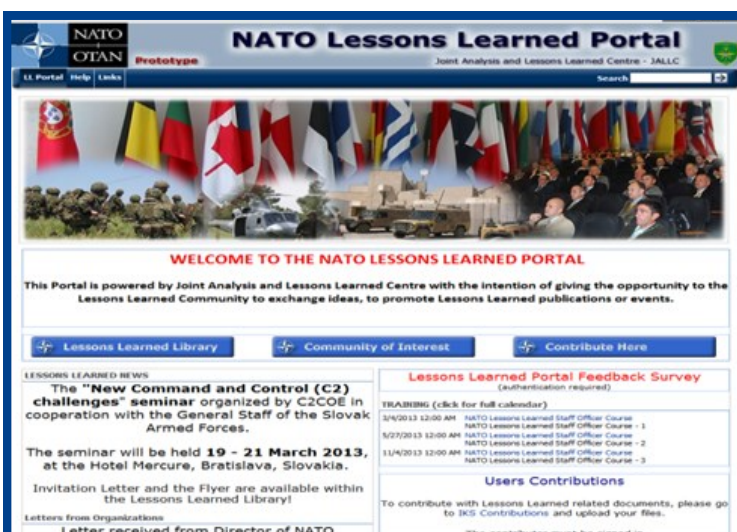 NATO
OTAN
Prototype
NATO Lessons Learned Portal
Joint Analysis and Lessons Learned Centre - JALLC
LL Portal Help Links
Search
WELCOME TO THE NATO LESSONS LEARNED PORTAL
This Portal is powered by Joint Analysis and Lessons Learned Centre with the intention of giving the opportunity to the
Lessons Learned Community to exchange ideas, to promote Lessons Learned publications or events.
Lessons Learned Library
Community of Interest
Contribute Here
LESSONS LEARNED NEWS
The "New Command and Control (C2)
challenges" seminar organized by C2COE in
cooperation with the General Staff of the Slovak
Armed Forces.
The seminar will be held 19 - 21 March 2013,
at the Hotel Mercure, Bratislava, Slovakia.
Invitation Letter and the Flyer are available within
the Lessons Learned Library!
Letters from Organizations
Letter received from Director of NATO
Lessons Learned Portal Feedback Survey
(authentication required)
TRAINING (click for full calendar)
3/4/2013 12:00 AM NATO Lessons Learned Staff Officer Course
NATO Lessons Learned Staff Officer Course - 1
5/27/2013 12:00 AM NATO Lessons Learned Staff Officer Course
NATO Lessons Learned Staff Officer Course - 2
11/4/2013 12:00 AM NATO Lessons Learned Staff Officer Course
NATO Lessons Learned Staff Officer Course - 3
Users Contributions
To contribute with Lessons Learned related documents, please go
to IKS Contributions and upload your files.